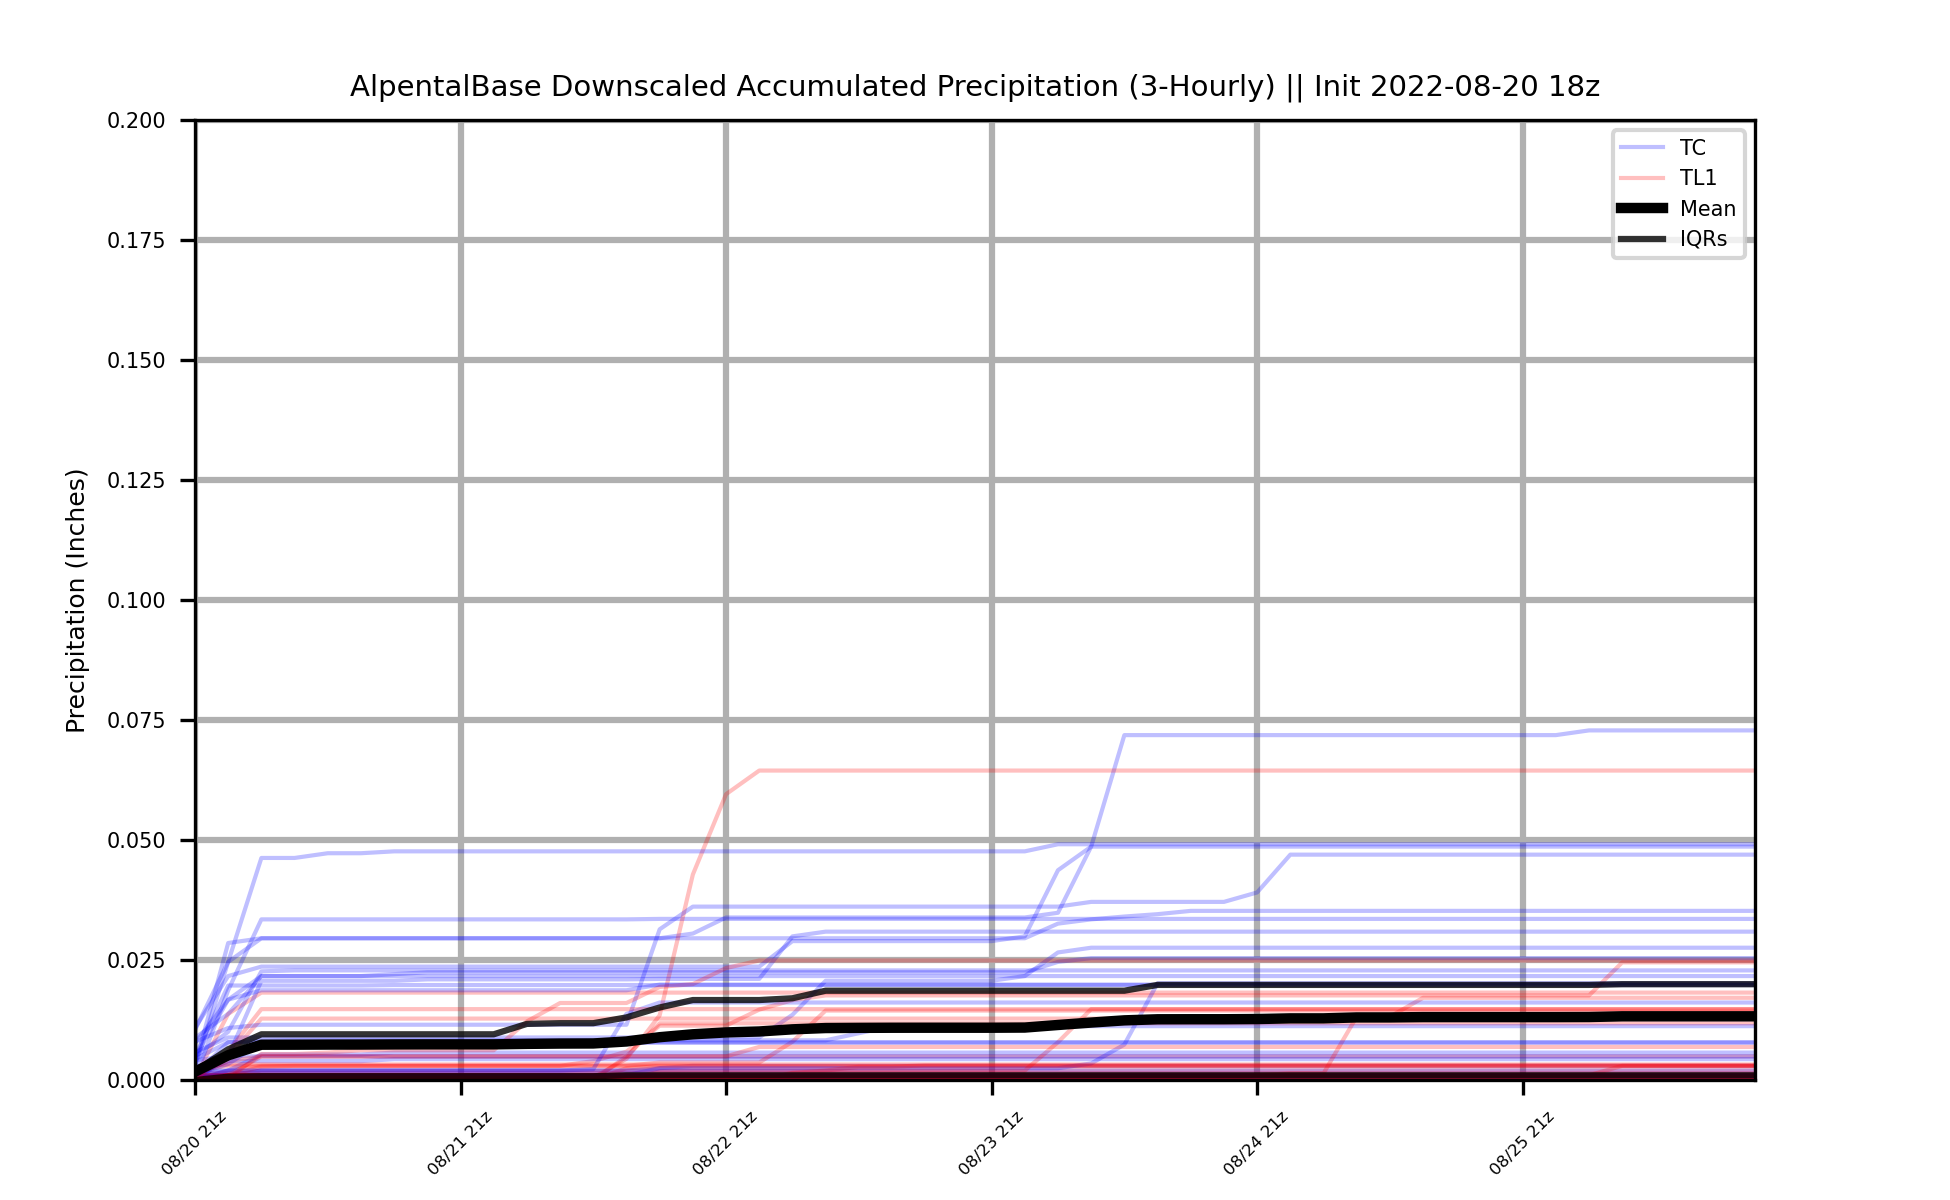 AlpentalBase Downscaled Accumulated Precipitation (3-Hourly) || Init 2022-08-20 18z
Precipitation (Inches)
0.200
0.175
0.150
0.125
0.100
0.075
0.050
0.025
0.000
TC
TL1
Mean
IQRs
08/20 21z
08/21 21z
08/22 21z
08/23 21z
08/24 21z
08/25 21z